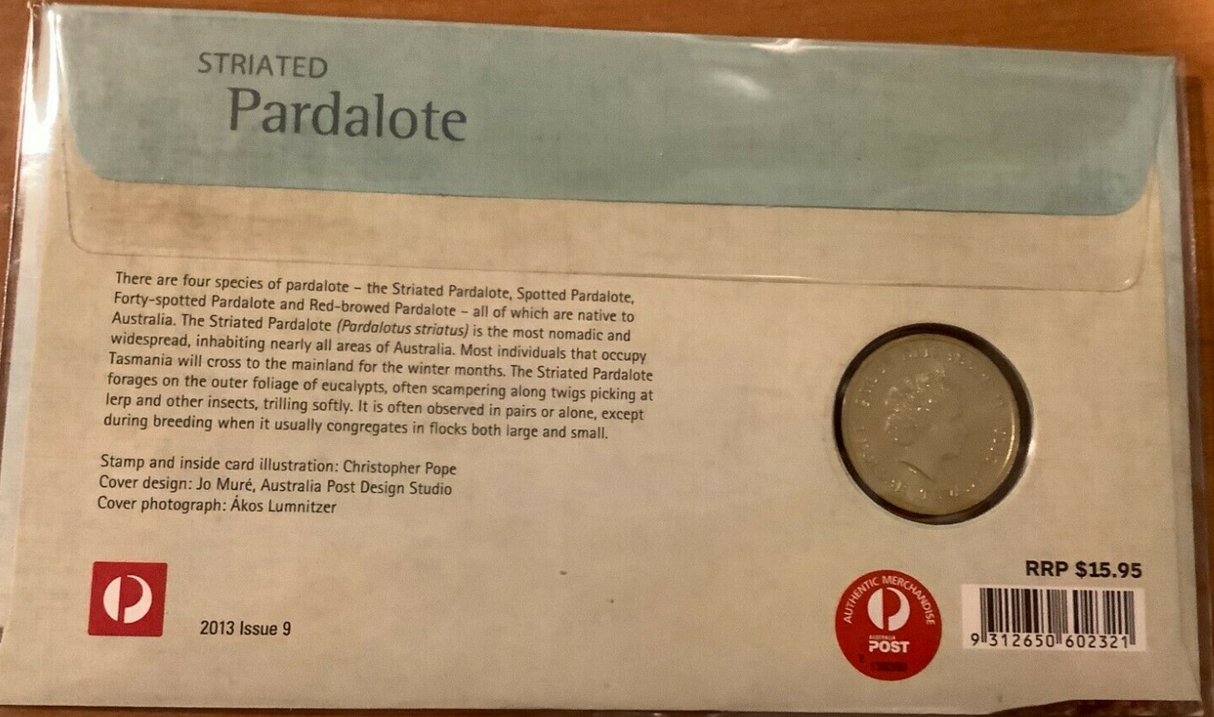 STRIATED
Pardalote
There are four species of pardalote – the Striated Pardalote, Spotted Pardalote,
Forty-spotted Pardalote and Red-browed Pardalote – all of which are native to
Australia. The Striated Pardalote (Pardalotus striatus) is the most nomadic and
widespread, inhabiting nearly all areas of Australia. Most individuals that occupy
Tasmania will cross to the mainland for the winter months. The Striated Pardalote
forages on the outer foliage of eucalypts, often scampering along twigs picking at
lerp and other insects, trilling softly. It is often observed in pairs or alone, except
during breeding when it usually congregates in flocks both large and small.
Stamp and inside card illustration: Christopher Pope
Cover design: Jo Muré, Australia Post Design Studio
Cover photograph: Ákos Lumnitzer
2013 Issue 9
AUTHENTIC MERCHANDISE
AUSTRALIA
POST
RRP $15.95
9 312650 602321